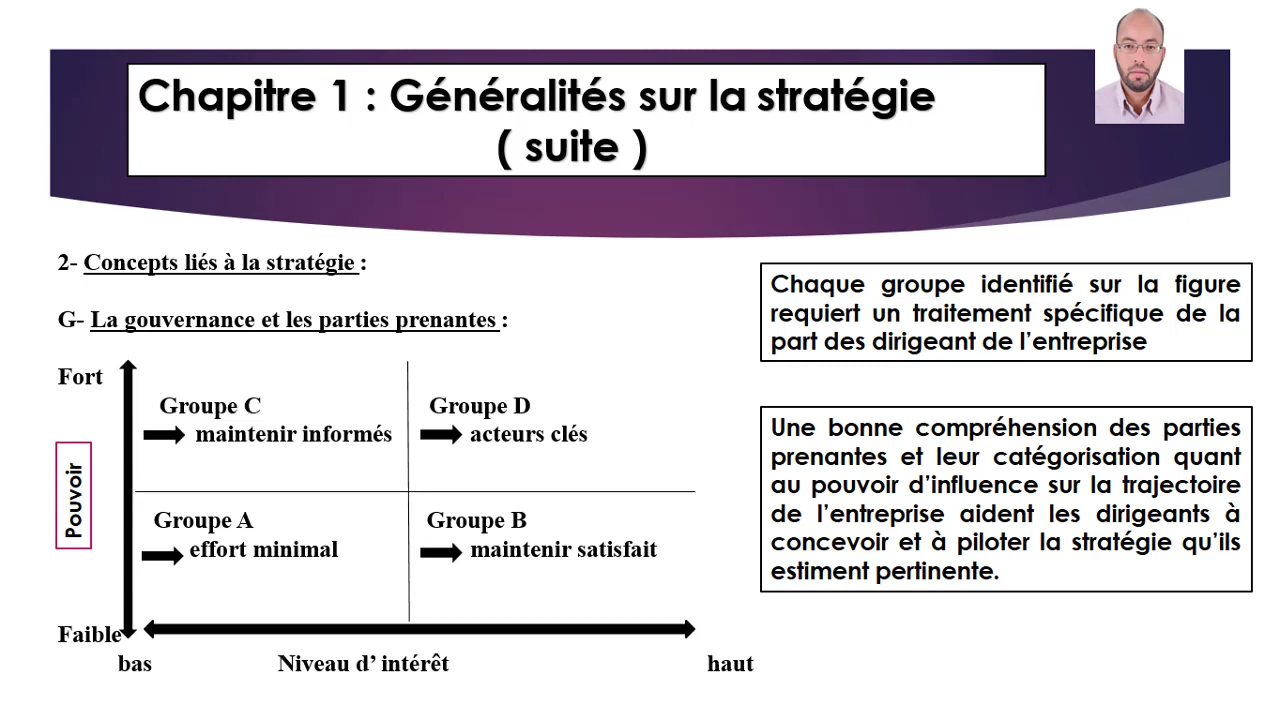 Chapitre 1 : Généralités sur la stratégie
( suite )
2- Concepts liés à la stratégie :
G- La gouvernance et les parties prenantes :
Fort
Pouvoir
Groupe C
maintenir informés
Groupe D
acteurs clés
Groupe A
effort minimal
Groupe B
maintenir satisfait
Faible
bas
Niveau d’ intérêt
haut
Chaque groupe identifié sur la figure
requiert un traitement spécifique de la
part des dirigeant de l’entreprise
Une bonne compréhension des parties
prenantes et leur catégorisation quant
au pouvoir d’influence sur la trajectoire
de l’entreprise aident les dirigeants à
concevoir et à piloter la stratégie qu’ils
estiment pertinente.